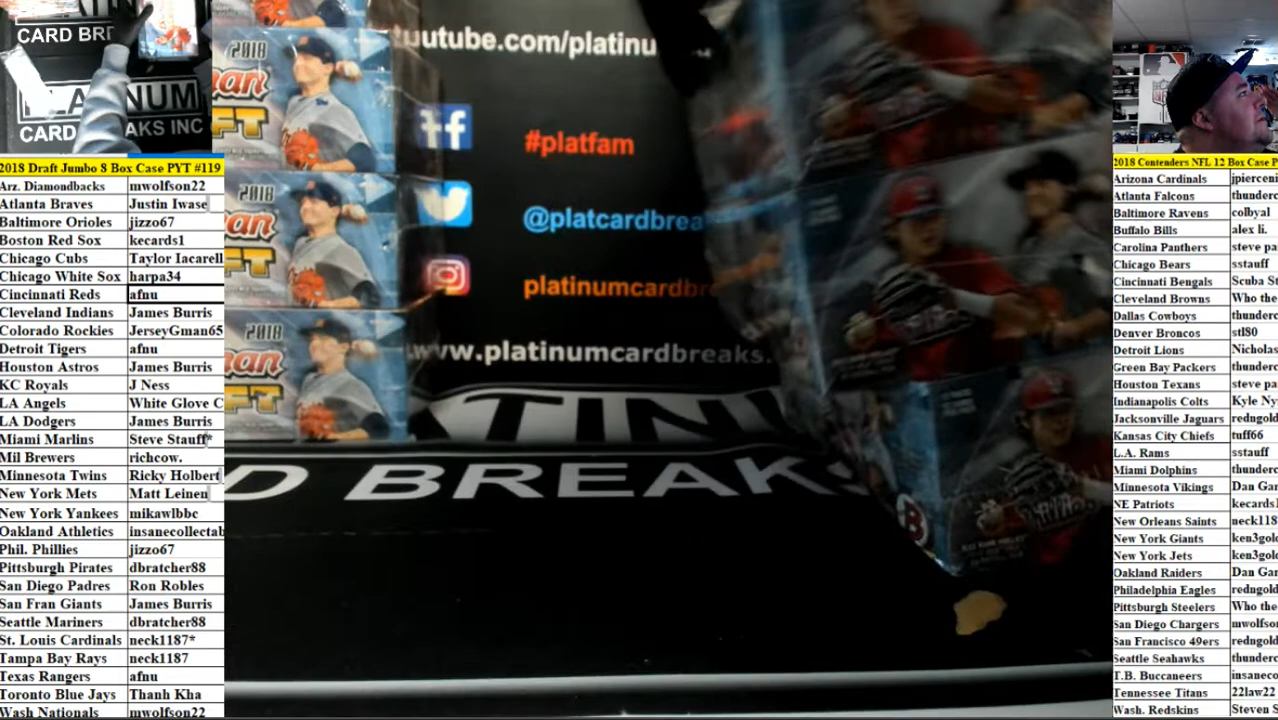 CARD BRE
PLATINUM
CARD BREAKS INC
2018 Draft Jumbo 8 Box Case PYT #119
Arz. Diamondbacks mwolfson22
Atlanta Braves Justin Iwase
Baltimore Orioles jizzo67
Boston Red Sox kecards1
Chicago Cubs Taylor Iacarell
Chicago White Sox harpa34
Cincinnati Reds afnu
Cleveland Indians James Burris
Colorado Rockies JerseyGman65
Detroit Tigers afnu
Houston Astros James Burris
KC Royals J Ness
LA Angels White Glove C
LA Dodgers James Burris
Miami Marlins Steve Stauff*
Mil Brewers richcow.
Minnesota Twins Ricky Holbert
New York Mets Matt Leinen
New York Yankees mikawlbbc
Oakland Athletics insanecollectab
Phil. Phillies jizzo67
Pittsburgh Pirates dbratcher88
San Diego Padres Ron Robles
San Fran Giants James Burris
Seattle Mariners dbratcher88
St. Louis Cardinals neck1187*
Tampa Bay Rays neck1187
Texas Rangers afnu
Toronto Blue Jays Thanh Kha
Wash Nationals mwolfson22
2018
man
FT
2018
man
FT
2018
man
FT
outube.com/platinu
#platfam
@platcardbrea
platinumcardbr
www.platinumcardbreaks.
ATIN
D BREAKS
2018 Contenders NFL 12 Box Case P
Arizona Cardinals jpierceni
Atlanta Falcons thunderc
Baltimore Ravens colbyal
Buffalo Bills alex li.
Carolina Panthers steve pa
Chicago Bears sstauff
Cincinnati Bengals Scuba St
Cleveland Browns Who the
Dallas Cowboys thunderc
Denver Broncos stl80
Detroit Lions Nicholas
Green Bay Packers thunderc
Houston Texans steve pa
Indianapolis Colts Kyle Ny
Jacksonville Jaguars redngold
Kansas City Chiefs tuff66
L.A. Rams sstauff
Miami Dolphins thunderc
Minnesota Vikings Dan Gar
NE Patriots kecards1
New Orleans Saints neck118
New York Giants ken3gold
New York Jets ken3gold
Oakland Raiders Dan Gar
Philadelphia Eagles redngold
Pittsburgh Steelers Who the
San Diego Chargers mwolfson
San Francisco 49ers redngold
Seattle Seahawks thunderc
T.B. Buccaneers insaneco
Tennessee Titans 22law22
Wash. Redskins Steven S